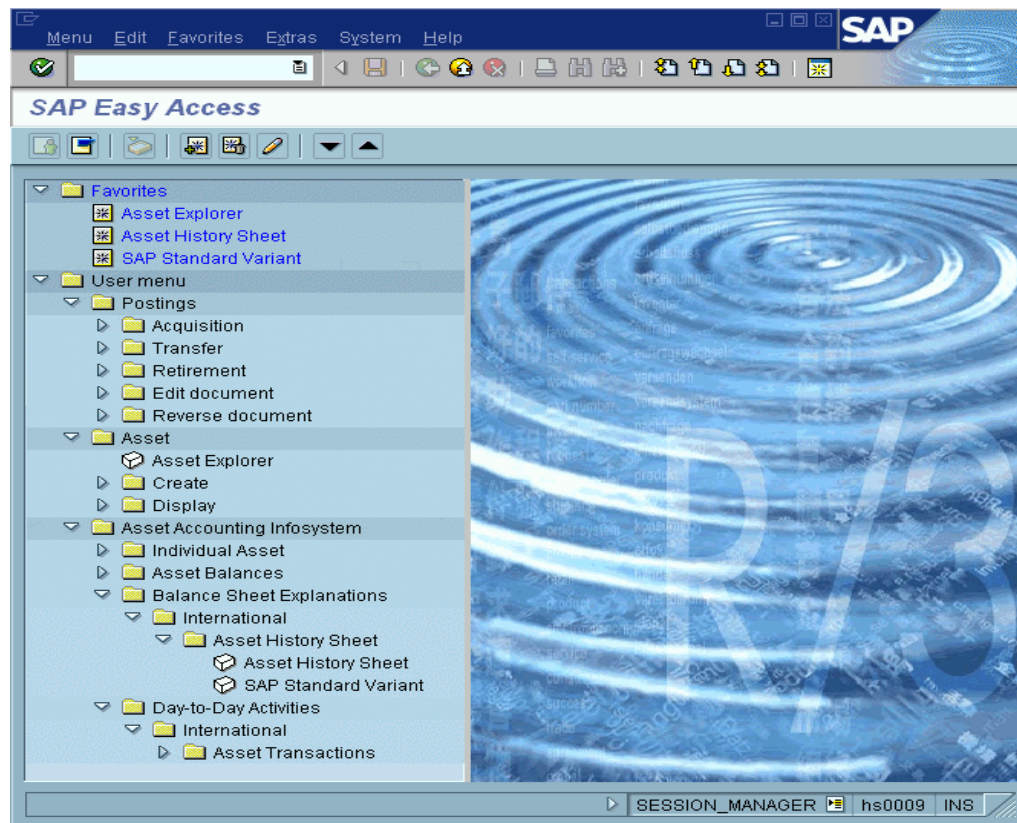 Menu Edit Favorites Extras System Help
SAP
SAP Easy Access
Favorites
Asset Explorer
Asset History Sheet
SAP Standard Variant
User menu
Postings
Acquisition
Transfer
Retirement
Edit document
Reverse document
Asset
Asset Explorer
Create
Display
Asset Accounting Infosystem
Individual Asset
Asset Balances
Balance Sheet Explanations
International
Asset History Sheet
Asset History Sheet
SAP Standard Variant
Day-to-Day Activities
International
Asset Transactions
R/3
order system
SESSION_MANAGER hs0009 INS